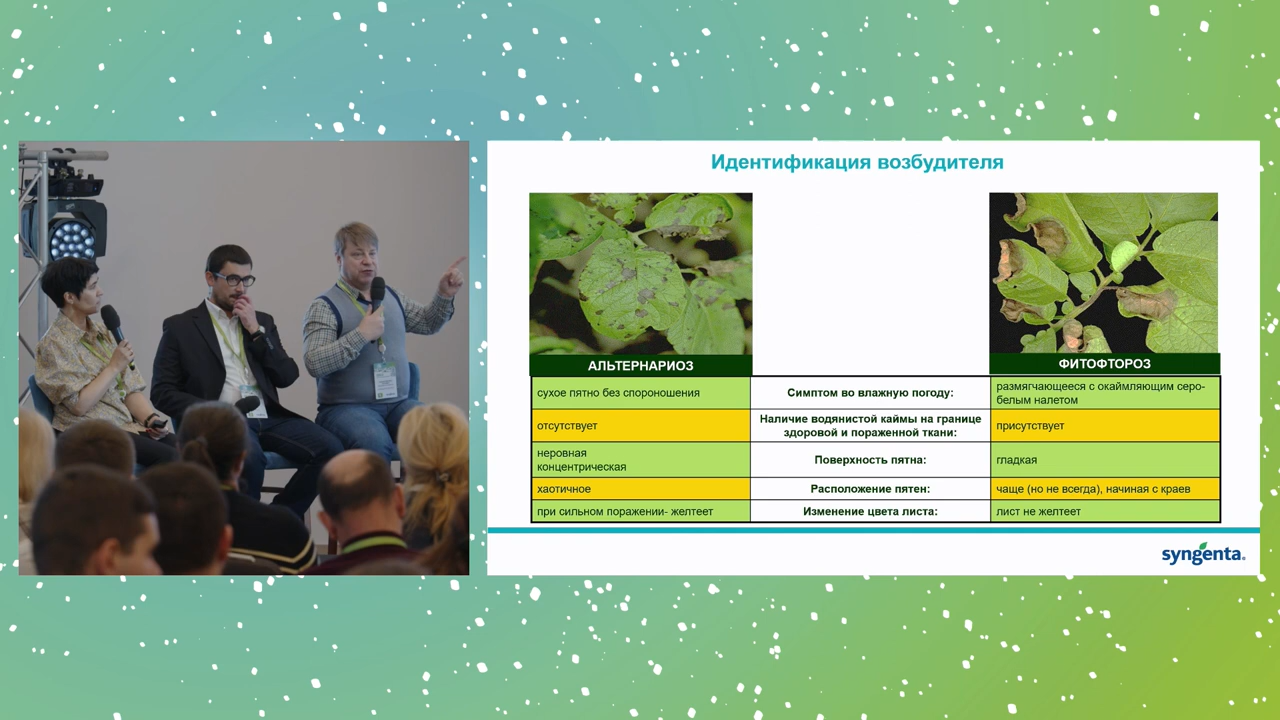 Идентификация возбудителя
АЛЬТЕРНАРИОЗ
ФИТОФТОРОЗ
сухое пятно без спороношения
Симптом во влажную погоду:
размягчающееся с окаймляющим серо-
белым налетом
отсутствует
Наличие водянистой каймы на границе
здоровой и пораженной ткани:
присутствует
неровная
концентрическая
Поверхность пятна:
гладкая
хаотичное
Расположение пятен:
чаще (но не всегда), начиная с краев
при сильном поражении- желтеет
Изменение цвета листа:
лист не желтеет
syngenta.